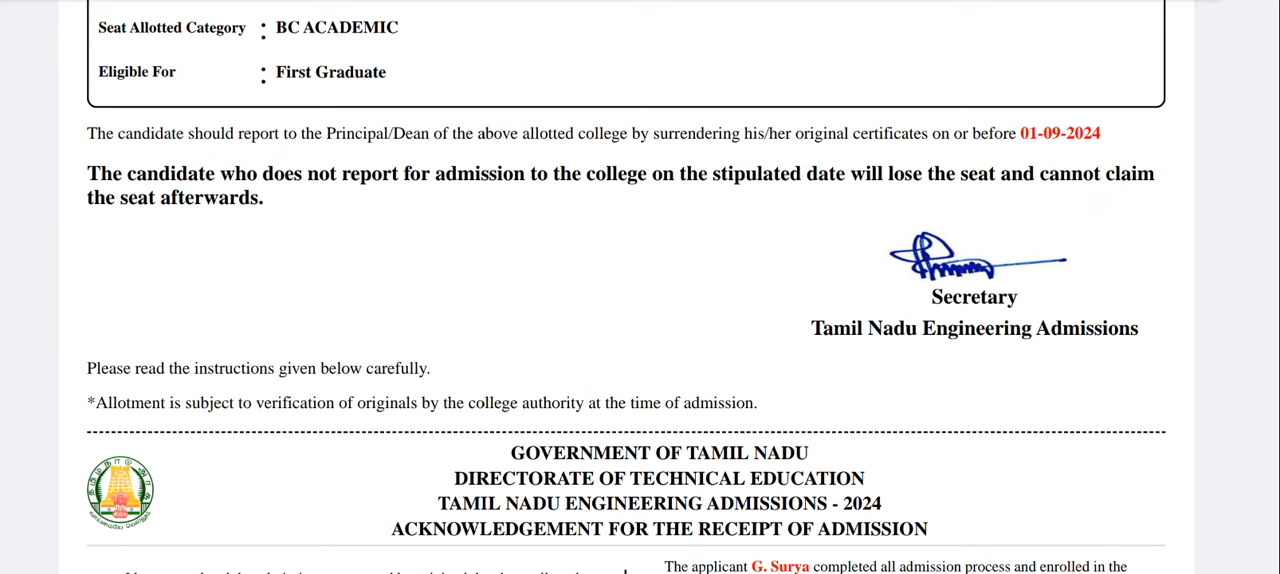 Seat Allotted Category : BC ACADEMIC
Eligible For : First Graduate
The candidate should report to the Principal/Dean of the above allotted college by surrendering his/her original certificates on or before 01-09-2024
The candidate who does not report for admission to the college on the stipulated date will lose the seat and cannot claim
the seat afterwards.
Secretary
Tamil Nadu Engineering Admissions
Please read the instructions given below carefully.
*Allotment is subject to verification of originals by the college authority at the time of admission.
GOVERNMENT OF TAMIL NADU
DIRECTORATE OF TECHNICAL EDUCATION
TAMIL NADU ENGINEERING ADMISSIONS - 2024
ACKNOWLEDGEMENT FOR THE RECEIPT OF ADMISSION
The applicant G. Surya completed all admission process and enrolled in the